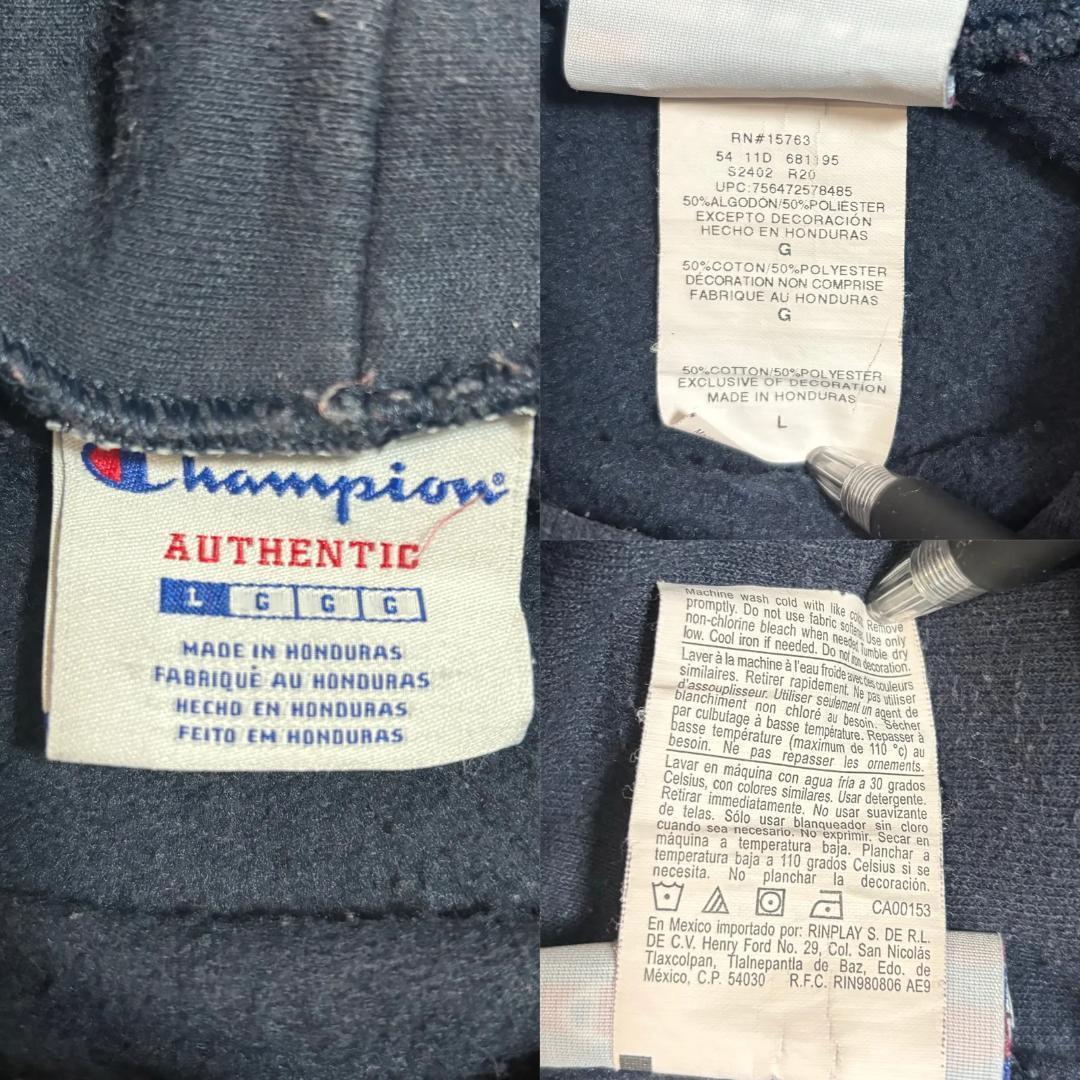 Champion®
AUTHENTIC
L G G G
MADE IN HONDURAS
FABRIQUÉ AU HONDURAS
HECHO EN HONDURAS
FEITO EM HONDURAS
RN#15763
54 11D 681195
S2402 R20
UPC:756472578485
50%ALGODÓN/50%POLIÉSTER
EXCEPTO DECORACIÓN
HECHO EN HONDURAS
G
50%COTON/50%POLYESTER
DÉCORATION NON COMPRISE
FABRIQUE AU HONDURAS
G
50%COTTON/50%POLYESTER
EXCLUSIVE OF DECORATION
MADE IN HONDURAS
L
Machine wash cold with like Remove
promptly. Do not use fabric Use only
non-chlorine bleach when needed Tumble dry
low. Cool iron if needed. Do not iron decoration.
Laver à la machine à l'eau froide avec des couleurs
similaires. Retirer rapidement. Ne pas utiliser
d'assouplisseur. Utiliser seulement un agent de
blanchiment non chloré au besoin. Sécher
par culbutage à basse température. Repasser à
basse température (maximum de 110 °c) au
besoin. Ne pas repasser les ornements.
Lavar en máquina con agua fria a 30 grados
Celsius, con colores similares. Usar detergente.
Retirar immediatamente. No usar suavizante
de telas. Sólo usar blanqueador sin cloro
cuando sea necesario. No exprimir. Secar en
máquina a temperatura baja. Planchar a
temperatura baja a 110 grados Celsius si se
necesita. No planchar la decoración.
CA00153
En Mexico importado por: RINPLAY S. DE R.L.
DE C.V. Henry Ford No. 29, Col. San Nicolás
Tlaxcolpan, Tlalnepantla de Baz, Edo. de
México, C.P. 54030 R.F.C. RIN980806 AE9